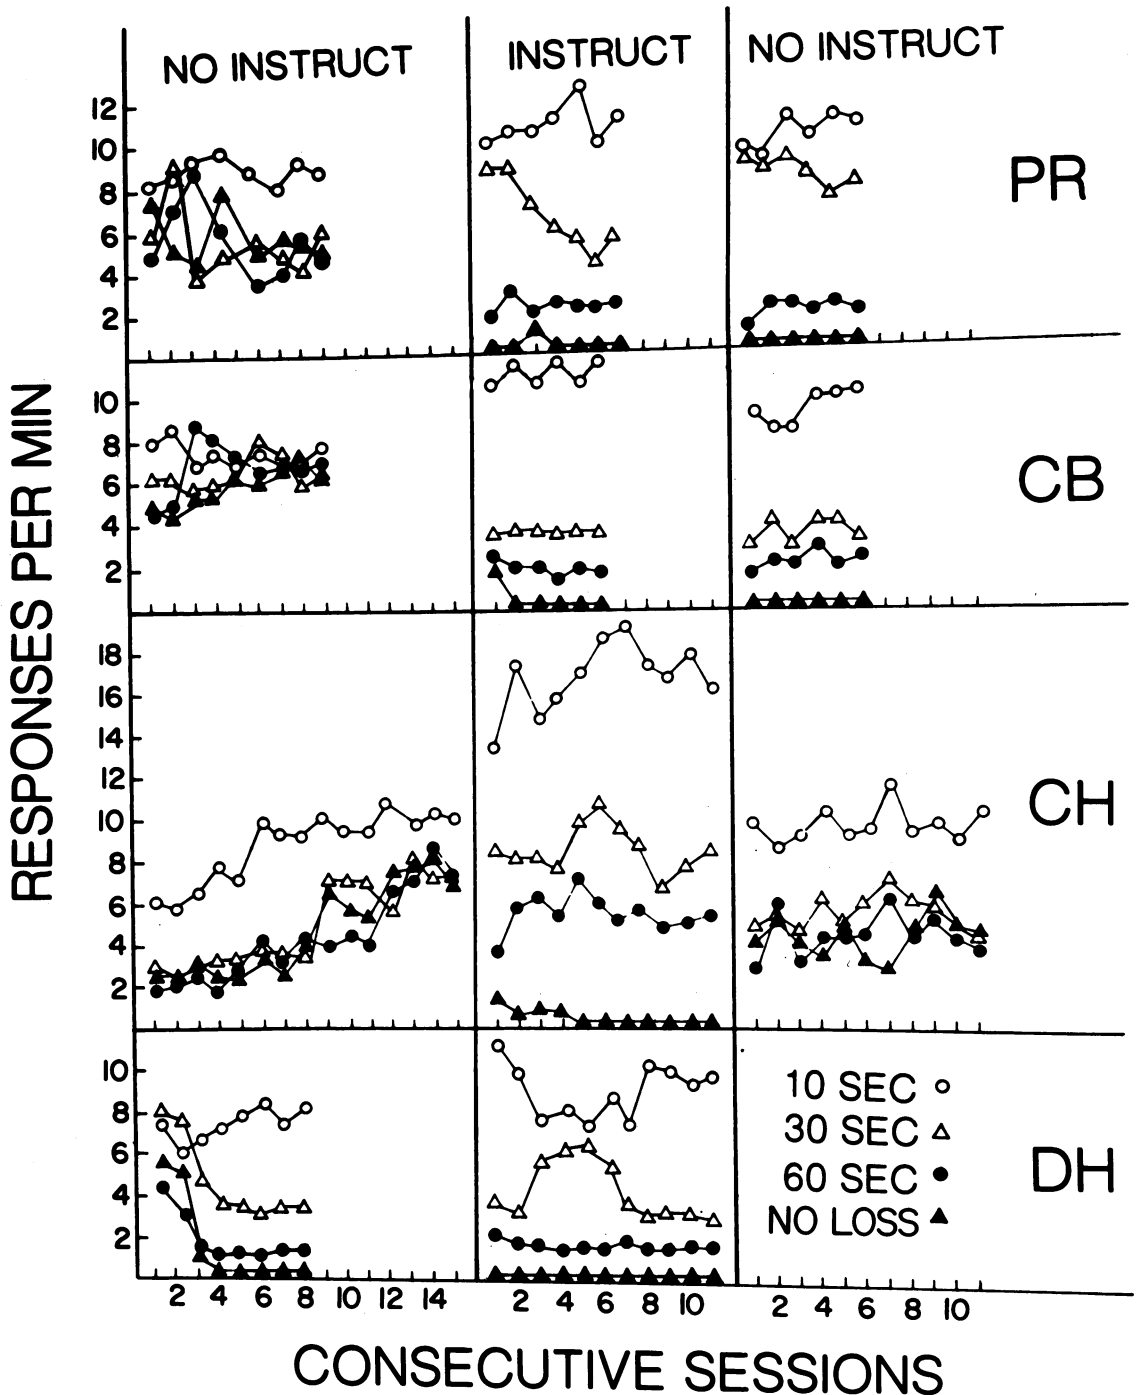 NO INSTRUCT
INSTRUCT
NO INSTRUCT
12
10
8
6
4
2
PR
10
8
6
4
2
CB
18
16
14
12
10
8
6
4
2
CH
10
8
6
4
2
10 SEC
30 SEC
60 SEC
NO LOSS
DH
2 4 6 8 10 12 14
2 4 6 8 10
2 4 6 8 10
RESPONSES PER MIN
CONSECUTIVE SESSIONS